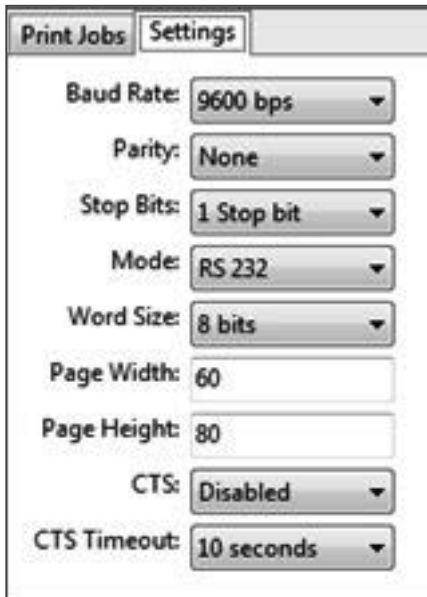 Print Jobs Settings
Baud Rate: 9600 bps
Parity: None
Stop Bits: 1 Stop bit
Mode: RS 232
Word Size: 8 bits
Page Width: 60
Page Height: 80
CTS: Disabled
CTS Timeout: 10 seconds